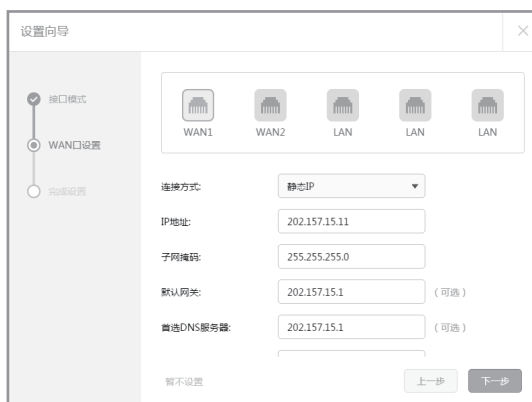 设置向导
接口模式
WAN口设置
完成设置
WAN1 WAN2 LAN LAN LAN
连接方式: 静态IP
IP地址: 202.157.15.11
子网掩码: 255.255.255.0
默认网关: 202.157.15.1 (可选)
首选DNS服务器: 202.157.15.1 (可选)
暂不设置 上一步 下一步